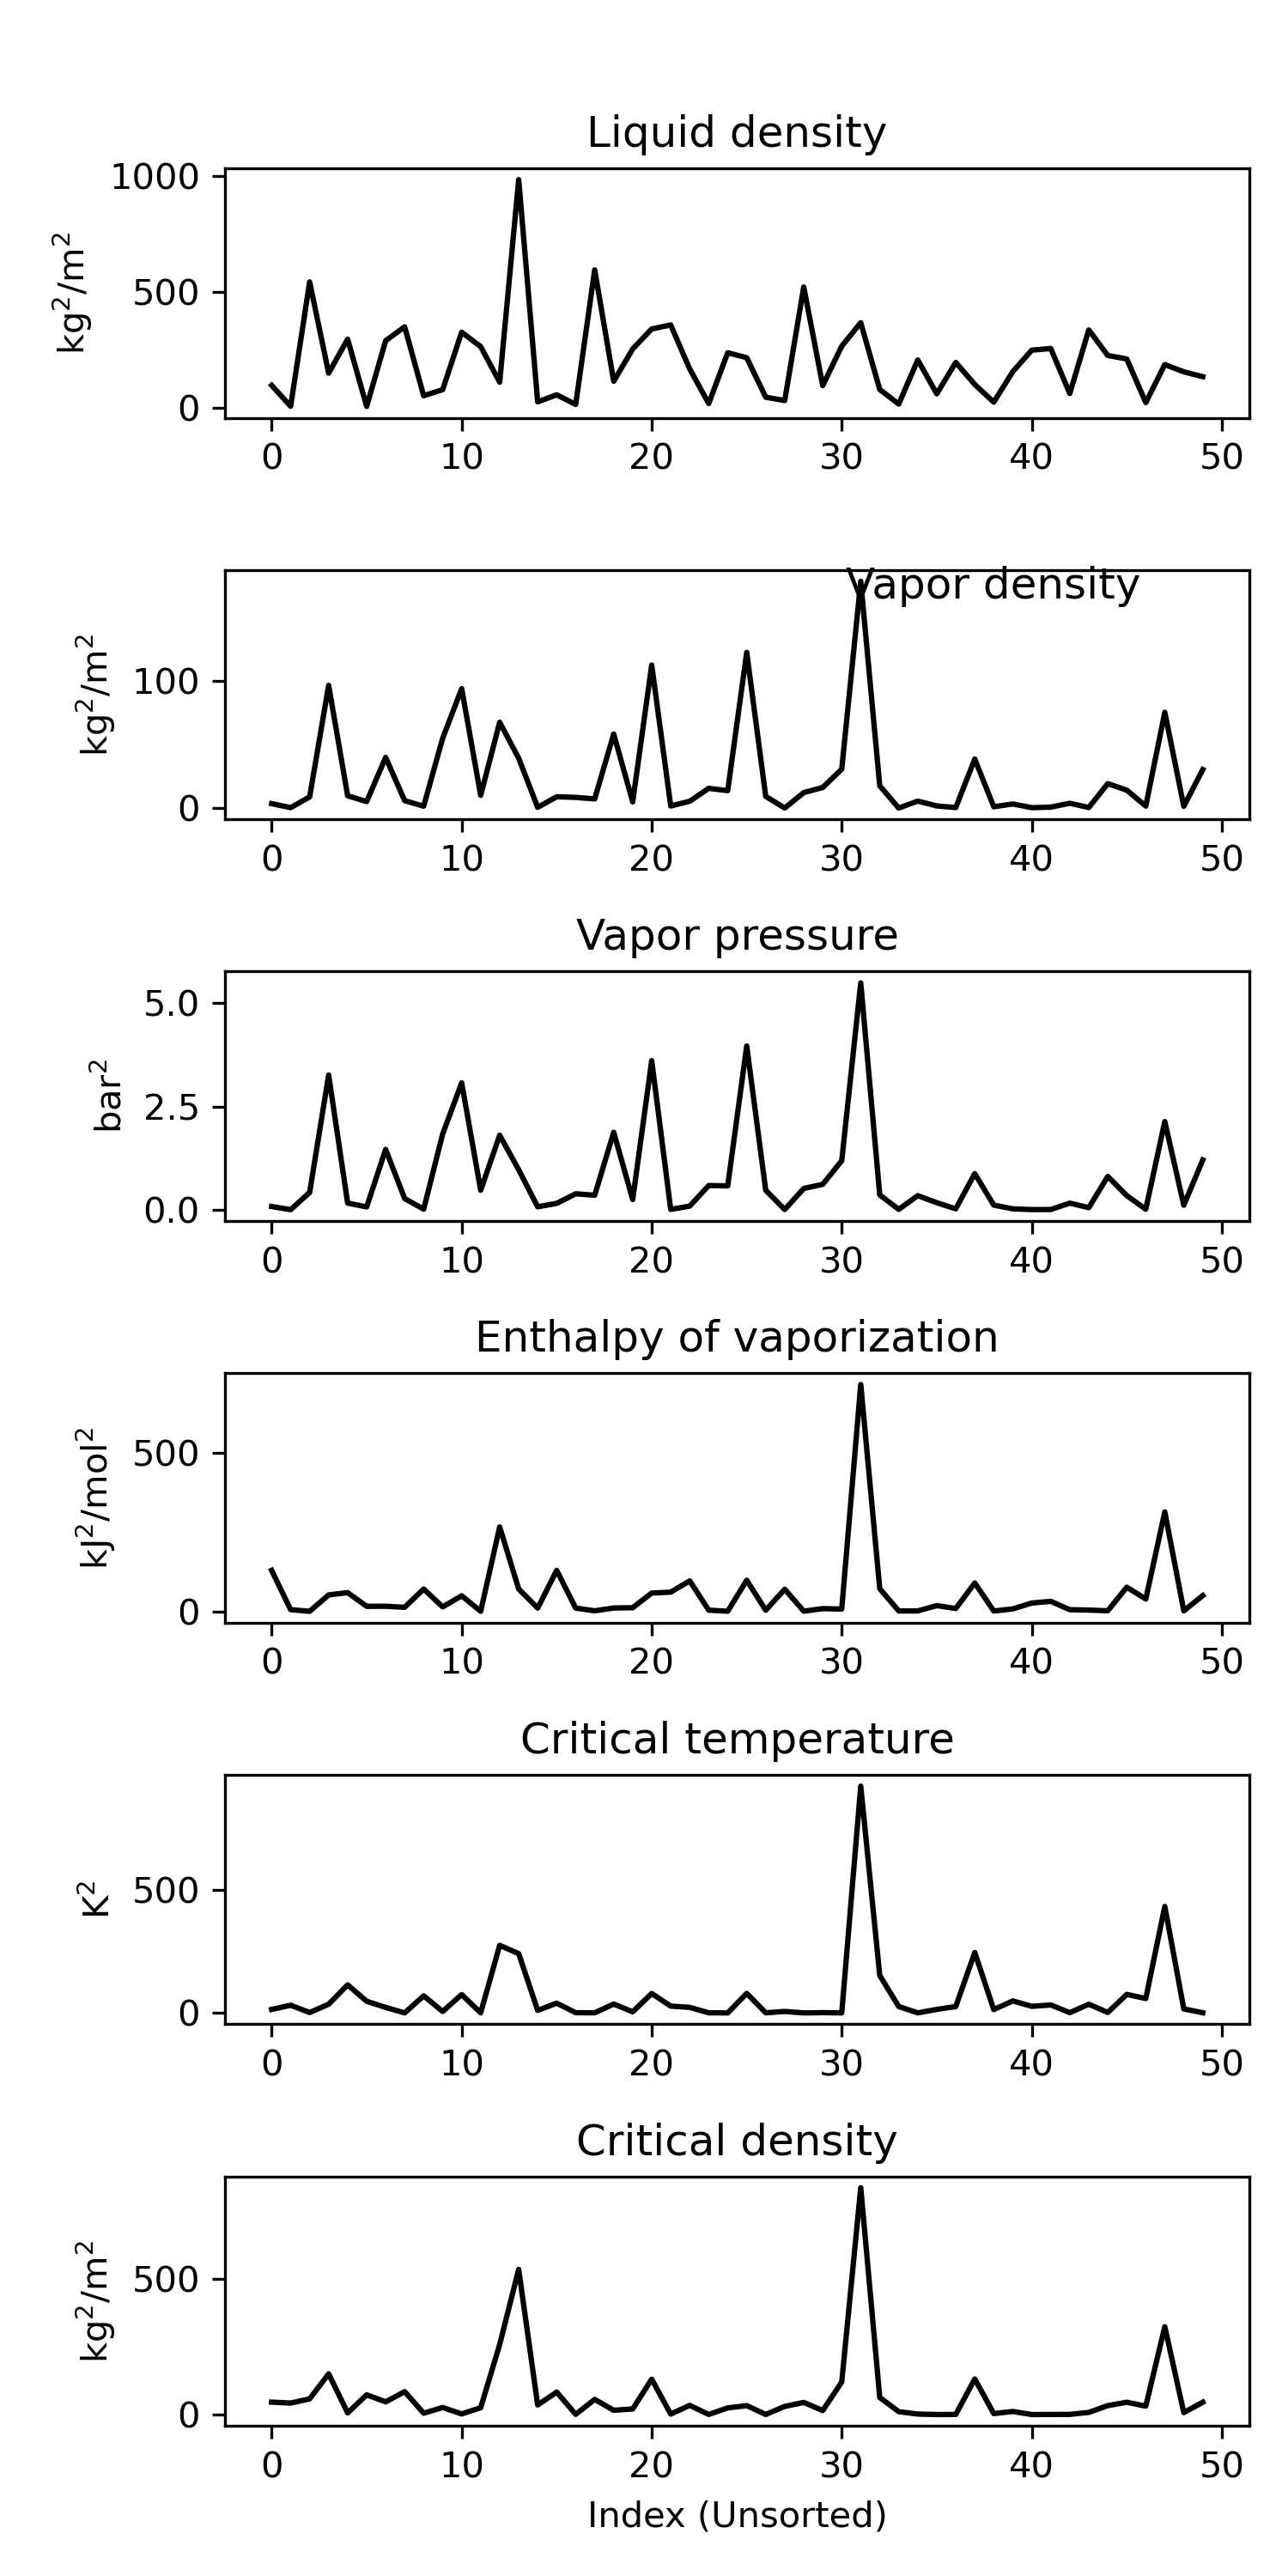 Liquid density
kg²/m²
1000
500
0
0 10 20 30 40 50
Vapor density
kg²/m²
100
0
0 10 20 30 40 50
Vapor pressure
bar²
5.0
2.5
0.0
0 10 20 30 40 50
Enthalpy of vaporization
kJ²/mol²
500
0
0 10 20 30 40 50
Critical temperature
K²
500
0
0 10 20 30 40 50
Critical density
kg²/m²
500
0
0 10 20 30 40 50
Index (Unsorted)